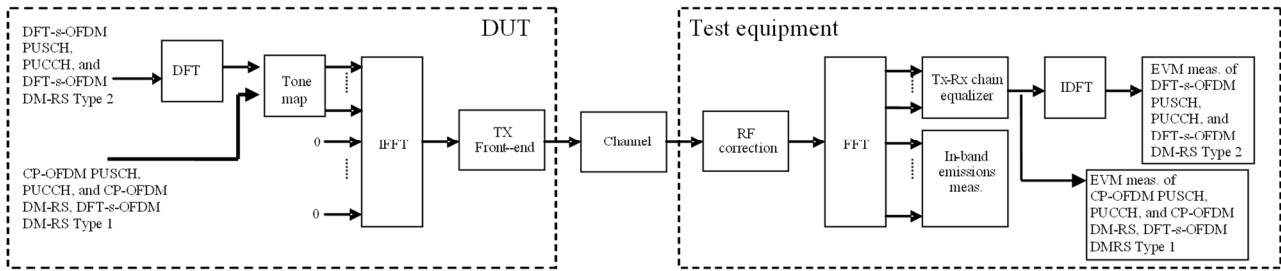 DUT
DFT-s-OFDM
PUSCH,
PUCCH, and
DFT-s-OFDM
DM-RS Type 2
DFT
Tone
map
0
0
IFFT
TX
Front--end
CP-OFDM PUSCH,
PUCCH, and CP-OFDM
DM-RS, DFT-s-OFDM
DM-RS Type 1
Channel
Test equipment
RF
correction
FFT
Tx-Rx chain
equalizer
IDFT
EVM meas. of
DFT-s-OFDM
PUSCH,
PUCCH, and
DFT-s-OFDM
DM-RS Type 2
In-band
emissions
meas.
EVM meas. of
CP-OFDM PUSCH,
PUCCH, and CP-OFDM
DM-RS, DFT-s-OFDM
DMRS Type 1